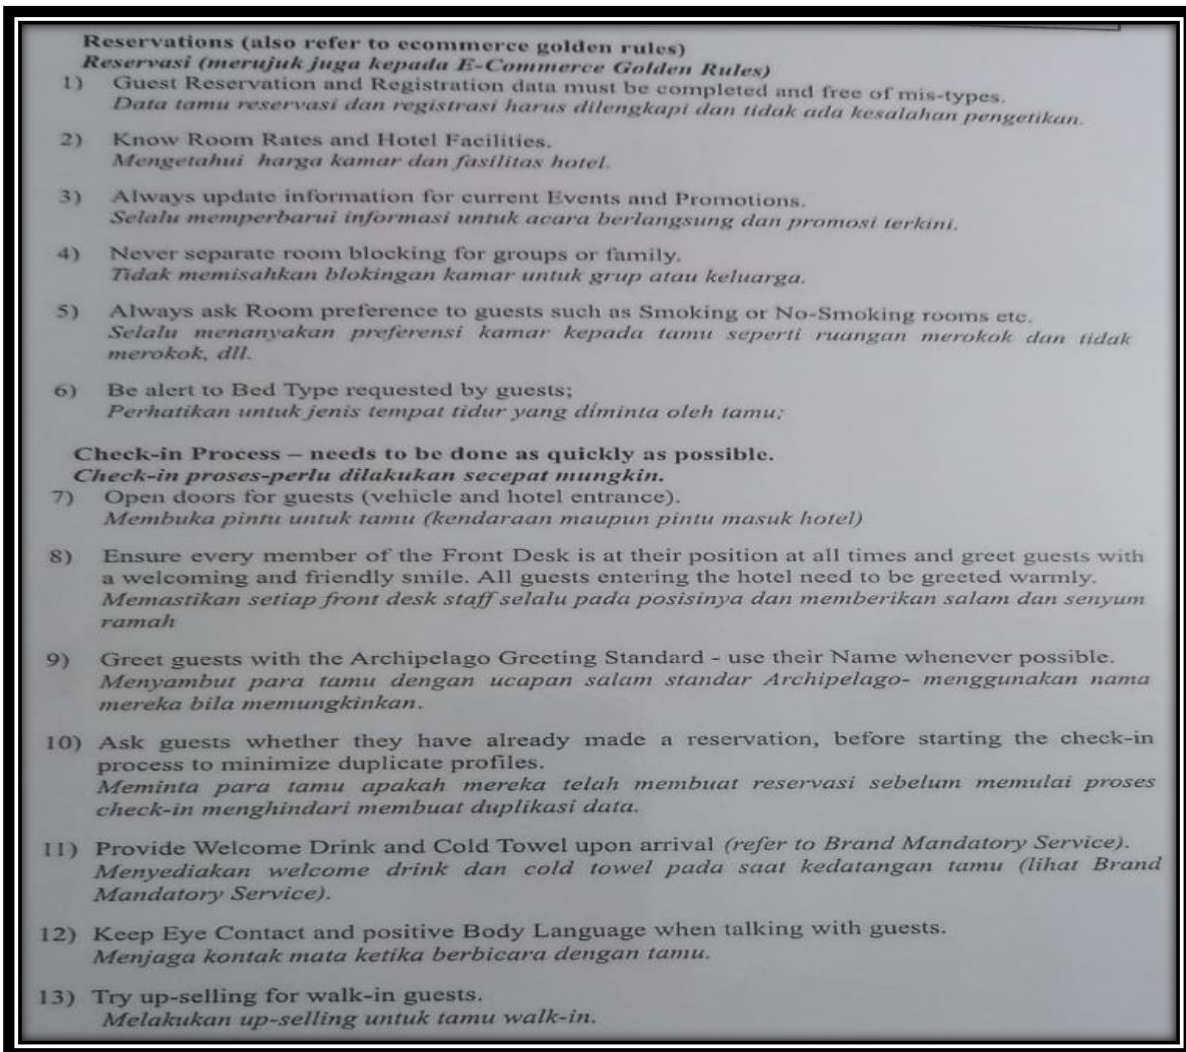 Reservations (also refer to ecommerce golden rules)
Reservasi (merujuk juga kepada E-Commerce Golden Rules)
1) Guest Reservation and Registration data must be completed and free of mis-types.
Data tamu reservasi dan registrasi harus dilengkapi dan tidak ada kesalahan pengetikan.
2) Know Room Rates and Hotel Facilities.
Mengetahui harga kamar dan fasilitas hotel.
3) Always update information for current Events and Promotions.
Selalu memperbarui informasi untuk acara berlangsung dan promosi terkini.
4) Never separate room blocking for groups or family.
Tidak memisahkan blokingan kamar untuk grup atau keluarga.
5) Always ask Room preference to guests such as Smoking or No-Smoking rooms etc.
Selalu menanyakan preferensi kamar kepada tamu seperti ruangan merokok dan tidak
merokok, dll.
6) Be alert to Bed Type requested by guests;
Perhatikan untuk jenis tempat tidur yang diminta oleh tamu;
Check-in Process – needs to be done as quickly as possible.
Check-in proses-perlu dilakukan secepat mungkin.
7) Open doors for guests (vehicle and hotel entrance).
Membuka pintu untuk tamu (kendaraan maupun pintu masuk hotel)
8) Ensure every member of the Front Desk is at their position at all times and greet guests with
a welcoming and friendly smile. All guests entering the hotel need to be greeted warmly.
Memastikan setiap front desk staff selalu pada posisinya dan memberikan salam dan senyum
ramah
9) Greet guests with the Archipelago Greeting Standard - use their Name whenever possible.
Menyambut para tamu dengan ucapan salam standar Archipelago- menggunakan nama
mereka bila memungkinkan.
10) Ask guests whether they have already made a reservation, before starting the check-in
process to minimize duplicate profiles.
Meminta para tamu apakah mereka telah membuat reservasi sebelum memulai proses
check-in menghindari membuat duplikasi data.
11) Provide Welcome Drink and Cold Towel upon arrival (refer to Brand Mandatory Service).
Menyediakan welcome drink dan cold towel pada saat kedatangan tamu (lihat Brand
Mandatory Service).
12) Keep Eye Contact and positive Body Language when talking with guests.
Menjaga kontak mata ketika berbicara dengan tamu.
13) Try up-selling for walk-in guests.
Melakukan up-selling untuk tamu walk-in.